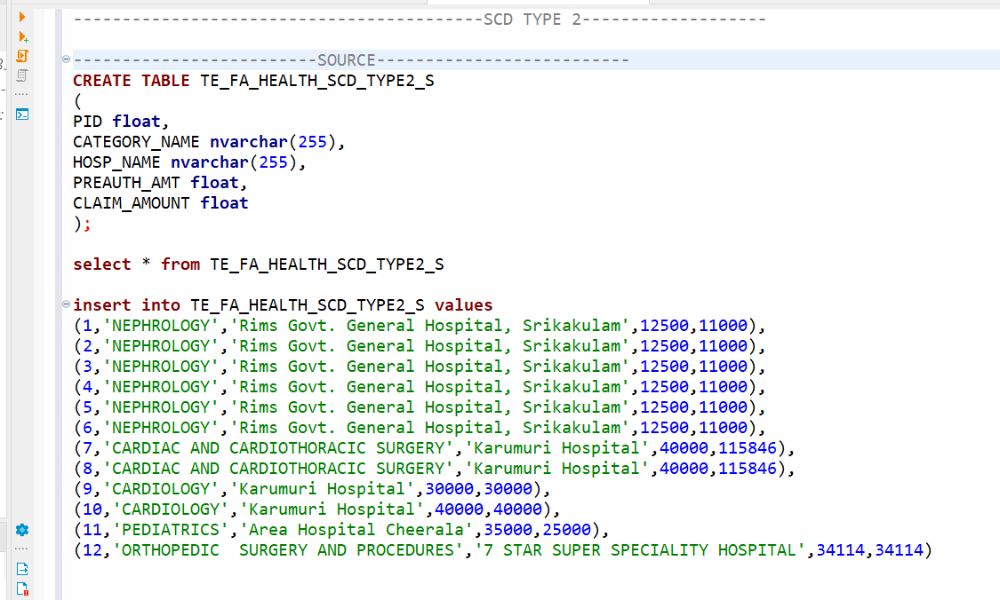 ------------------------------------------SCD TYPE 2-------------------
-------------------------SOURCE--------------------------
CREATE TABLE TE_FA_HEALTH_SCD_TYPE2_S
(
PID float,
CATEGORY_NAME nvarchar(255),
HOSP_NAME nvarchar(255),
PREAUTH_AMT float,
CLAIM_AMOUNT float
);
select * from TE_FA_HEALTH_SCD_TYPE2_S
insert into TE_FA_HEALTH_SCD_TYPE2_S values
(1,'NEPHROLOGY','Rims Govt. General Hospital, Srikakulam',12500,11000),
(2,'NEPHROLOGY','Rims Govt. General Hospital, Srikakulam',12500,11000),
(3,'NEPHROLOGY','Rims Govt. General Hospital, Srikakulam',12500,11000),
(4,'NEPHROLOGY','Rims Govt. General Hospital, Srikakulam',12500,11000),
(5,'NEPHROLOGY','Rims Govt. General Hospital, Srikakulam',12500,11000),
(6,'NEPHROLOGY','Rims Govt. General Hospital, Srikakulam',12500,11000),
(7,'CARDIAC AND CARDIOTHORACIC SURGERY','Karumuri Hospital',40000,115846),
(8,'CARDIAC AND CARDIOTHORACIC SURGERY','Karumuri Hospital',40000,115846),
(9,'CARDIOLOGY','Karumuri Hospital',30000,30000),
(10,'CARDIOLOGY','Karumuri Hospital',40000,40000),
(11,'PEDIATRICS','Area Hospital Cheerala',35000,25000),
(12,'ORTHOPEDIC  SURGERY AND PROCEDURES','7 STAR SUPER SPECIALITY HOSPITAL',34114,34114)